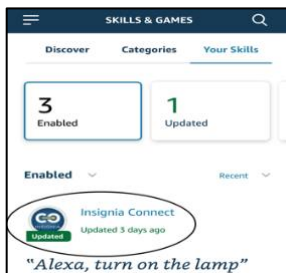 SKILLS & GAMES
Discover Categories Your Skills
3 1
Enabled Updated
Enabled Recent
Insignia Connect
Updated
Updated 3 days ago
"Alexa, turn on the lamp"